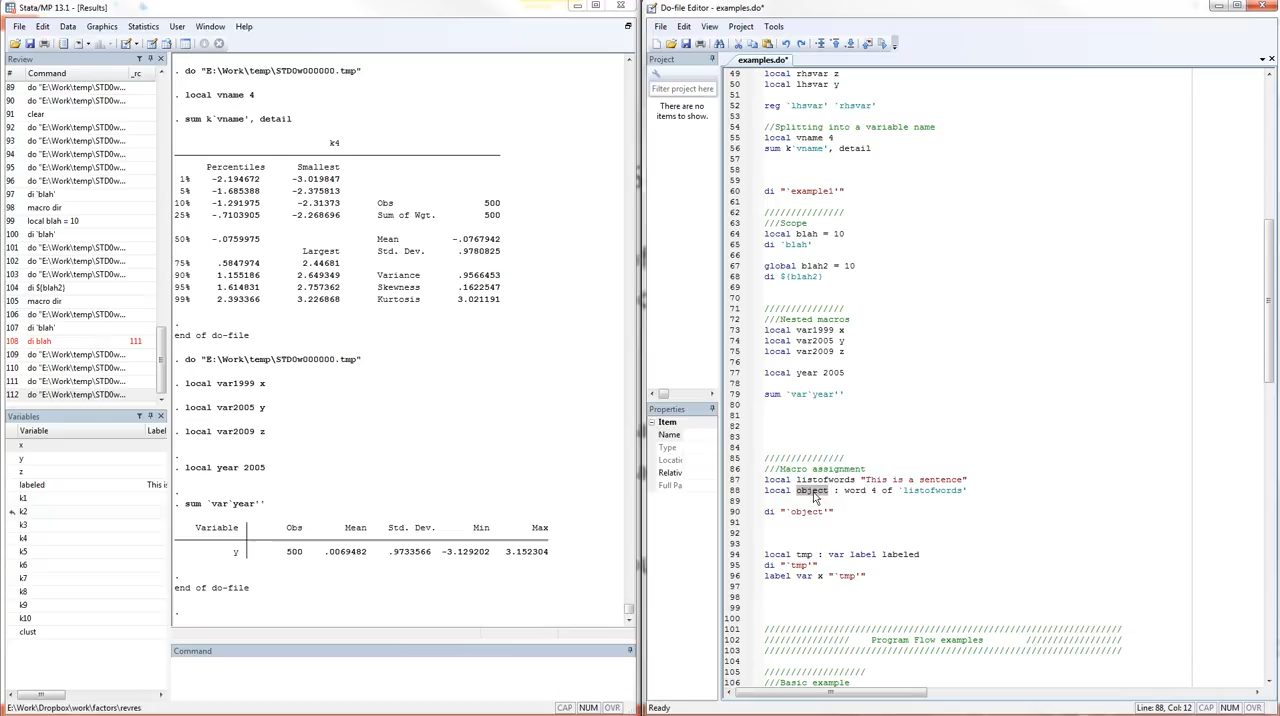 Stata/MP 13.1 - [Results]
File Edit Data Graphics Statistics User Window Help
Review
# Command _rc
89 do "E:\Work\temp\STD0w...
90 do "E:\Work\temp\STD0w...
91 clear
92 do "E:\Work\temp\STD0w...
93 do "E:\Work\temp\STD0w...
94 do "E:\Work\temp\STD0w...
95 do "E:\Work\temp\STD0w...
96 do "E:\Work\temp\STD0w...
97 di `blah'
98 macro dir
99 local blah = 10
100 di `blah'
101 do "E:\Work\temp\STD0w...
102 do "E:\Work\temp\STD0w...
103 do "E:\Work\temp\STD0w...
104 di ${blah2}
105 macro dir
106 do "E:\Work\temp\STD0w...
107 di `blah'
108 di blah 111
109 do "E:\Work\temp\STD0w...
110 do "E:\Work\temp\STD0w...
111 do "E:\Work\temp\STD0w...
112 do "E:\Work\temp\STD0w...
Variables
Variable Label
x
y
z
labeled This is
k1
k2
k3
k4
k5
k6
k7
k8
k9
k10
clust
. do "E:\Work\temp\STD0w000000.tmp"
. local vname 4
. sum k`vname', detail
k4
Percentiles Smallest
1% -2.194672 -3.019847
5% -1.685388 -2.375813
10% -1.291975 -2.31373 Obs 500
25% -.7103905 -2.268696 Sum of Wgt. 500
50% -.0759975 Mean -.0767942
Largest Std. Dev. .9780825
75% .5847974 2.44681
90% 1.155186 2.649349 Variance .9566453
95% 1.614831 2.757362 Skewness .1622547
99% 2.393366 3.226868 Kurtosis 3.021191
.
end of do-file
. do "E:\Work\temp\STD0w000000.tmp"
. local var1999 x
. local var2005 y
. local var2009 z
.
. local year 2005
.
. sum `var`year''
Variable Obs Mean Std. Dev. Min Max
y 500 .0069482 .9733566 -3.129202 3.152304
.
end of do-file
.
Command
E:\Work\Dropbox\work\factors\revres CAP NUM OVR
Do-file Editor - examples.do*
File Edit View Project Tools
Project
Filter project here
There are no
items to show.
Properties
Item
Name
Type
Locatic
Relativ
Full Pa
examples.do*
49 local rhsvar z
50 local lhsvar y
51
52 reg `lhsvar' `rhsvar'
53
54 //Splitting into a variable name
55 local vname 4
56 sum k`vname', detail
57
58
59
60 di "`example1'"
61
62 ///////////////
63 ///Scope
64 local blah = 10
65 di `blah'
66
67 global blah2 = 10
68 di ${blah2}
69
70
71 ///////////////
72 ///Nested macros
73 local var1999 x
74 local var2005 y
75 local var2009 z
76
77 local year 2005
78
79 sum `var`year''
80
81
82
83
84
85 ///////////////
86 ///Macro assignment
87 local listofwords "This is a sentence"
88 local object : word 4 of `listofwords'
89
90 di "`object'"
91
92
93
94 local tmp : var label labeled
95 di "`tmp'"
96 label var x "`tmp'"
97
98
99
100
101 ///////////////////////////////////////////////////////////////////
102 //////////////// Program Flow examples //////////////////
103 ///////////////////////////////////////////////////////////////////
104
105 ///////////////////
106 ///Basic example
Ready Line: 88, Col: 12 CAP NUM OVR